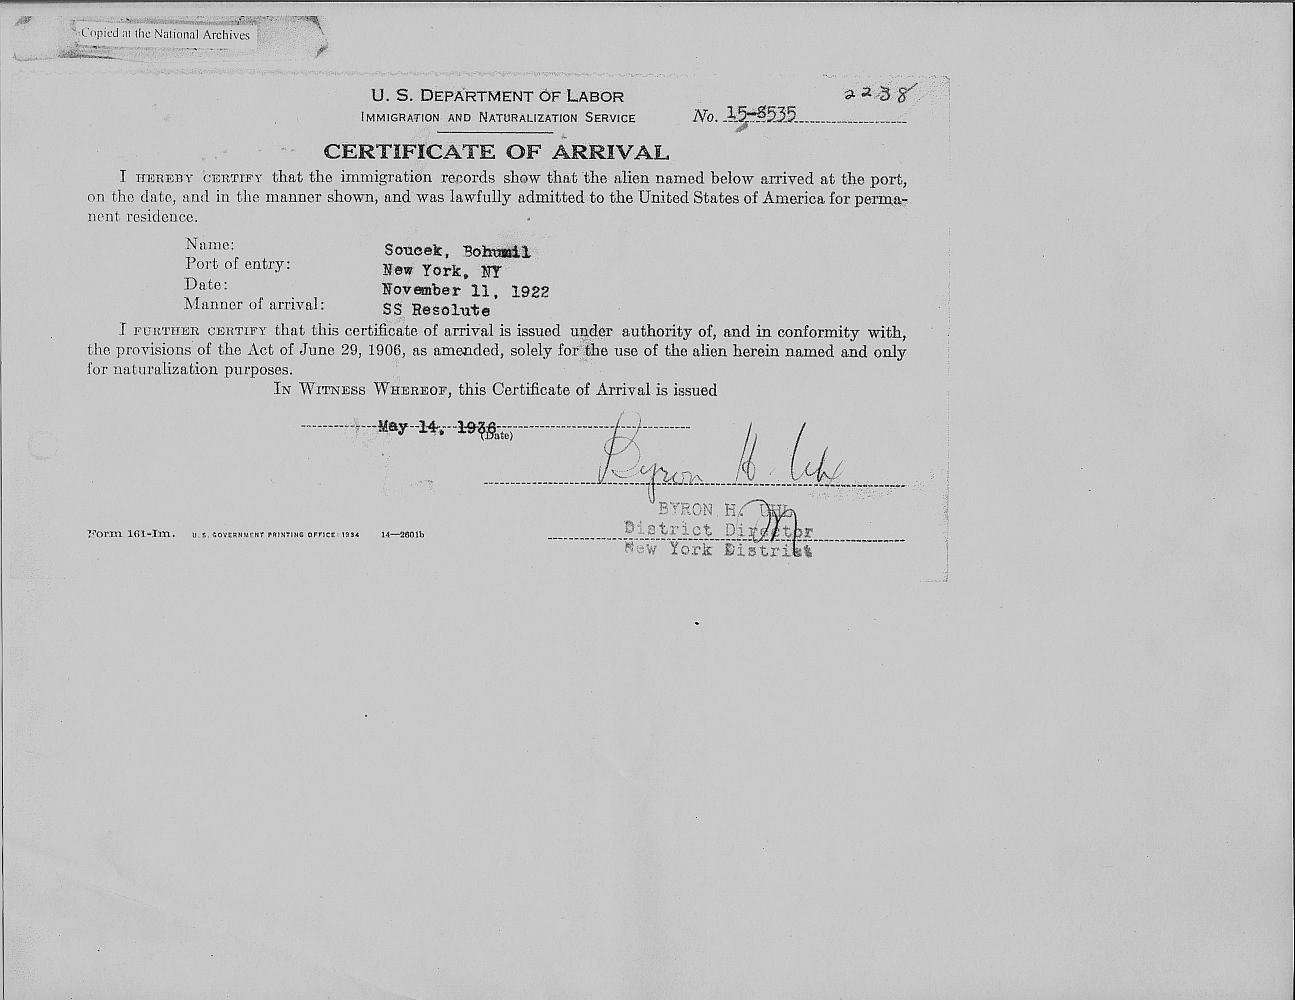 Copied at the National Archives
2238
U. S. DEPARTMENT OF LABOR
IMMIGRATION AND NATURALIZATION SERVICE
No. 15-8535
CERTIFICATE OF ARRIVAL
I HEREBY CERTIFY that the immigration records show that the alien named below arrived at the port,
on the date, and in the manner shown, and was lawfully admitted to the United States of America for perma-
nent residence.
Name: Soucek, Bohumil
Port of entry: New York, NY
Date: November 11, 1922
Manner of arrival: SS Resolute
I FURTHER CERTIFY that this certificate of arrival is issued under authority of, and in conformity with,
the provisions of the Act of June 29, 1906, as amended, solely for the use of the alien herein named and only
for naturalization purposes.
IN WITNESS WHEREOF, this Certificate of Arrival is issued
May 14, 1936
(Date)
Byron H. Uhl
BYRON H. UHL
District Director
New York District
Form 161-Im. U. S. GOVERNMENT PRINTING OFFICE: 1934 14—2601b